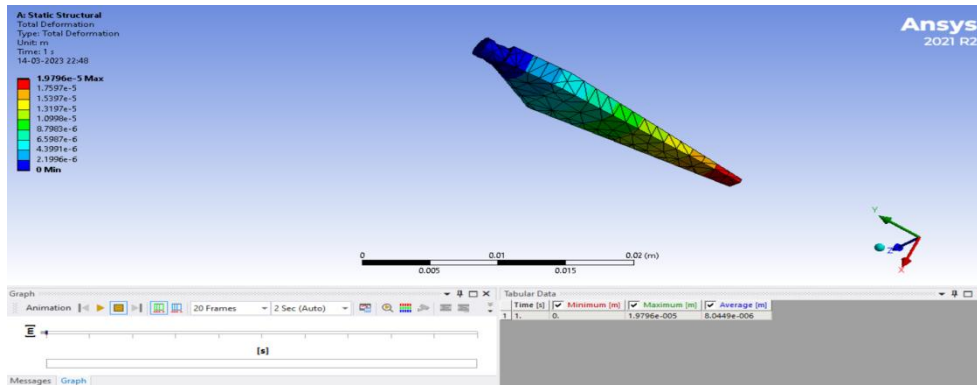 A: Static Structural
Total Deformation
Type: Total Deformation
Unit: m
Time: 1 s
14-03-2023 22:48
1.9796e-5 Max
1.7597e-5
1.5397e-5
1.3197e-5
1.0998e-5
8.7983e-6
6.5987e-6
4.3991e-6
2.1996e-6
0 Min
Ansys
2021 R2
0 0.01 0.02 (m)
0.005 0.015
Y
Z
X
Graph
Animation 20 Frames 2 Sec (Auto)
[s]
Messages Graph
Tabular Data
Time [s] Minimum [m] Maximum [m] Average [m]
1 1. 0. 1.9796e-005 8.0449e-006